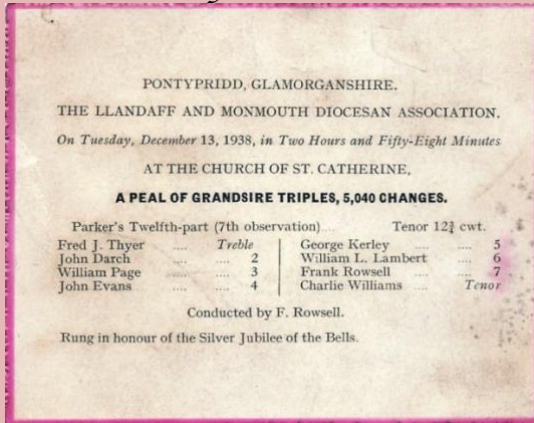 PONTYPRIDD, GLAMORGANSHIRE.
THE LLANDAFF AND MONMOUTH DIOCESAN ASSOCIATION.
On Tuesday, December 13, 1938, in Two Hours and Fifty-Eight Minutes
AT THE CHURCH OF ST. CATHERINE,
A PEAL OF GRANDSIRE TRIPLES, 5,040 CHANGES.
Parker's Twelfth-part (7th observation) .... Tenor 12¾ cwt.
Fred J. Thyer .... Treble
John Darch .... .... 2
William Page .... .... 3
John Evans .... .... 4
George Kerley .... .... 5
William L. Lambert .... 6
Frank Rowsell .... .... 7
Charlie Williams .... Tenor
Conducted by F. Rowsell.
Rung in honour of the Silver Jubilee of the Bells.